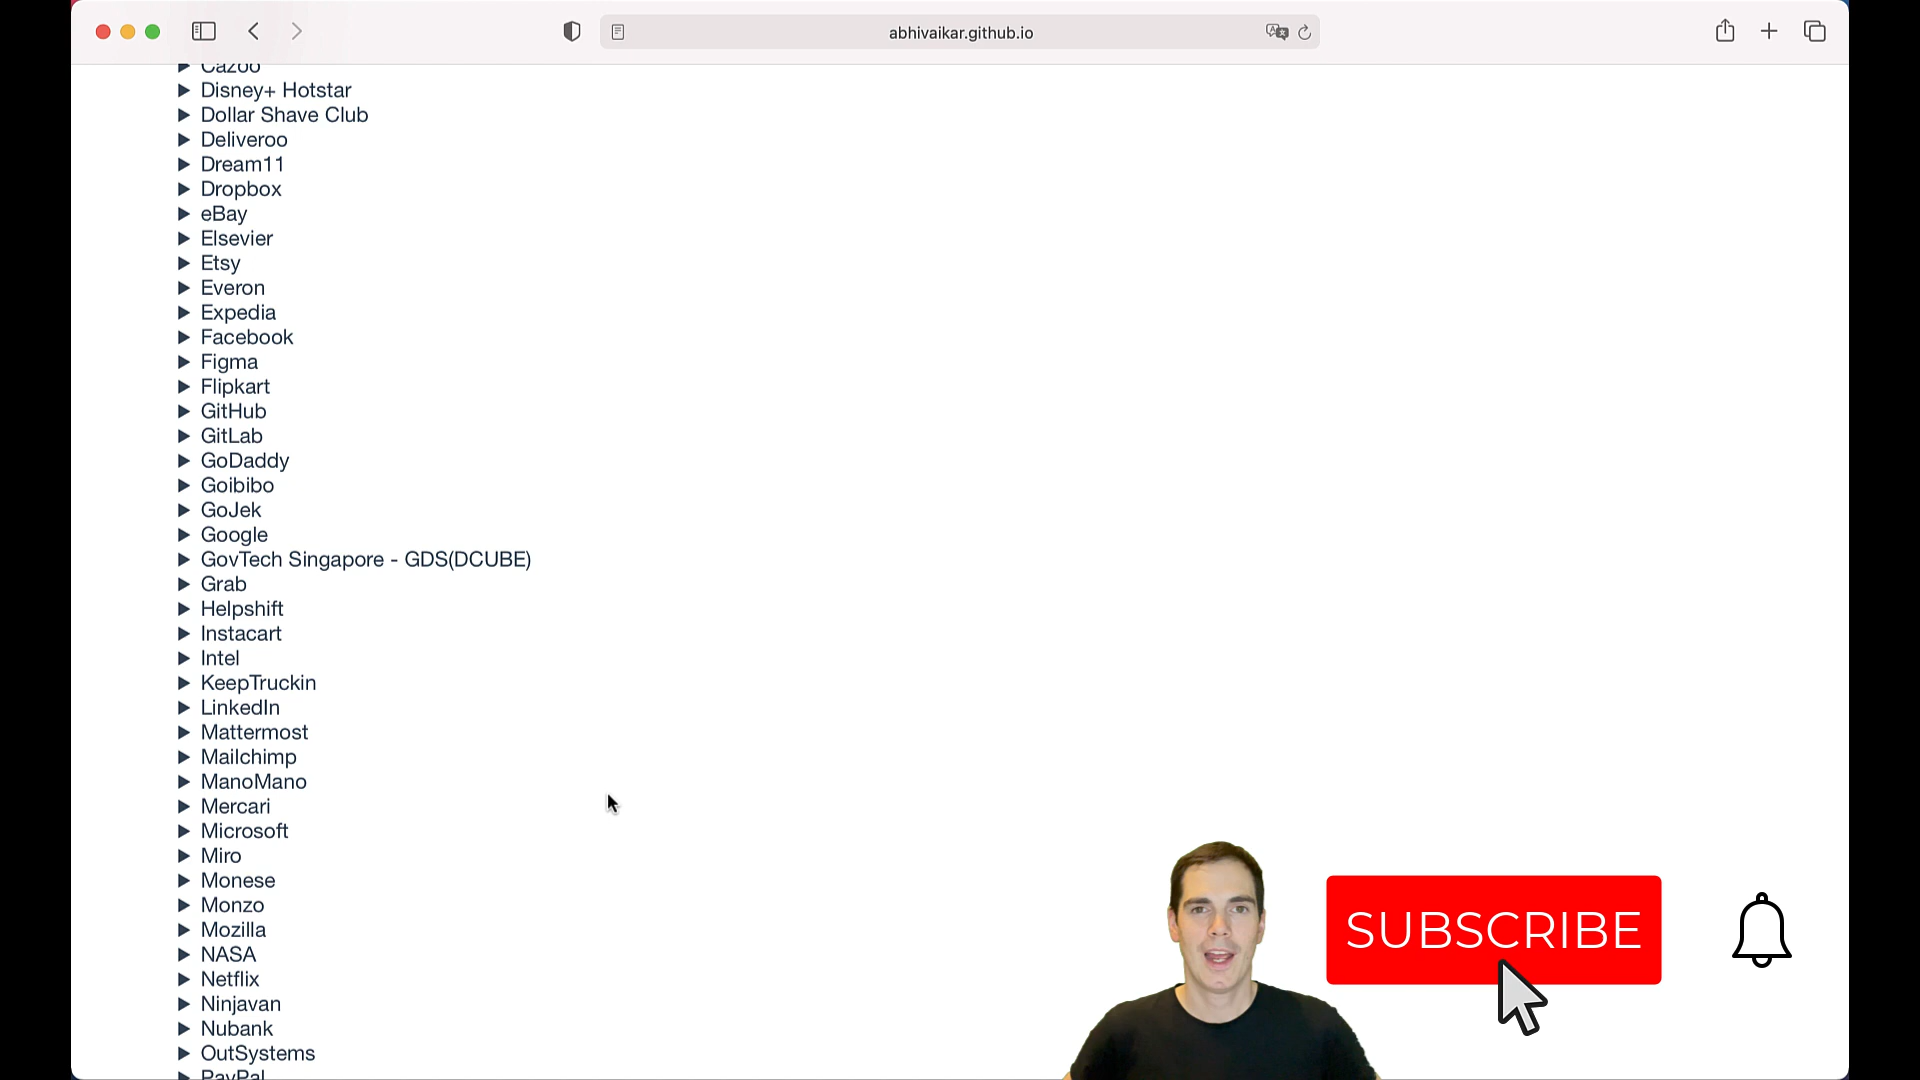 abhivaikar.github.io
Cazoo
Disney+ Hotstar
Dollar Shave Club
Deliveroo
Dream11
Dropbox
eBay
Elsevier
Etsy
Everon
Expedia
Facebook
Figma
Flipkart
GitHub
GitLab
GoDaddy
Goibibo
GoJek
Google
GovTech Singapore - GDS(DCUBE)
Grab
Helpshift
Instacart
Intel
KeepTruckin
LinkedIn
Mattermost
Mailchimp
ManoMano
Mercari
Microsoft
Miro
Monese
Monzo
Mozilla
NASA
Netflix
Ninjavan
Nubank
OutSystems
PayPal
SUBSCRIBE